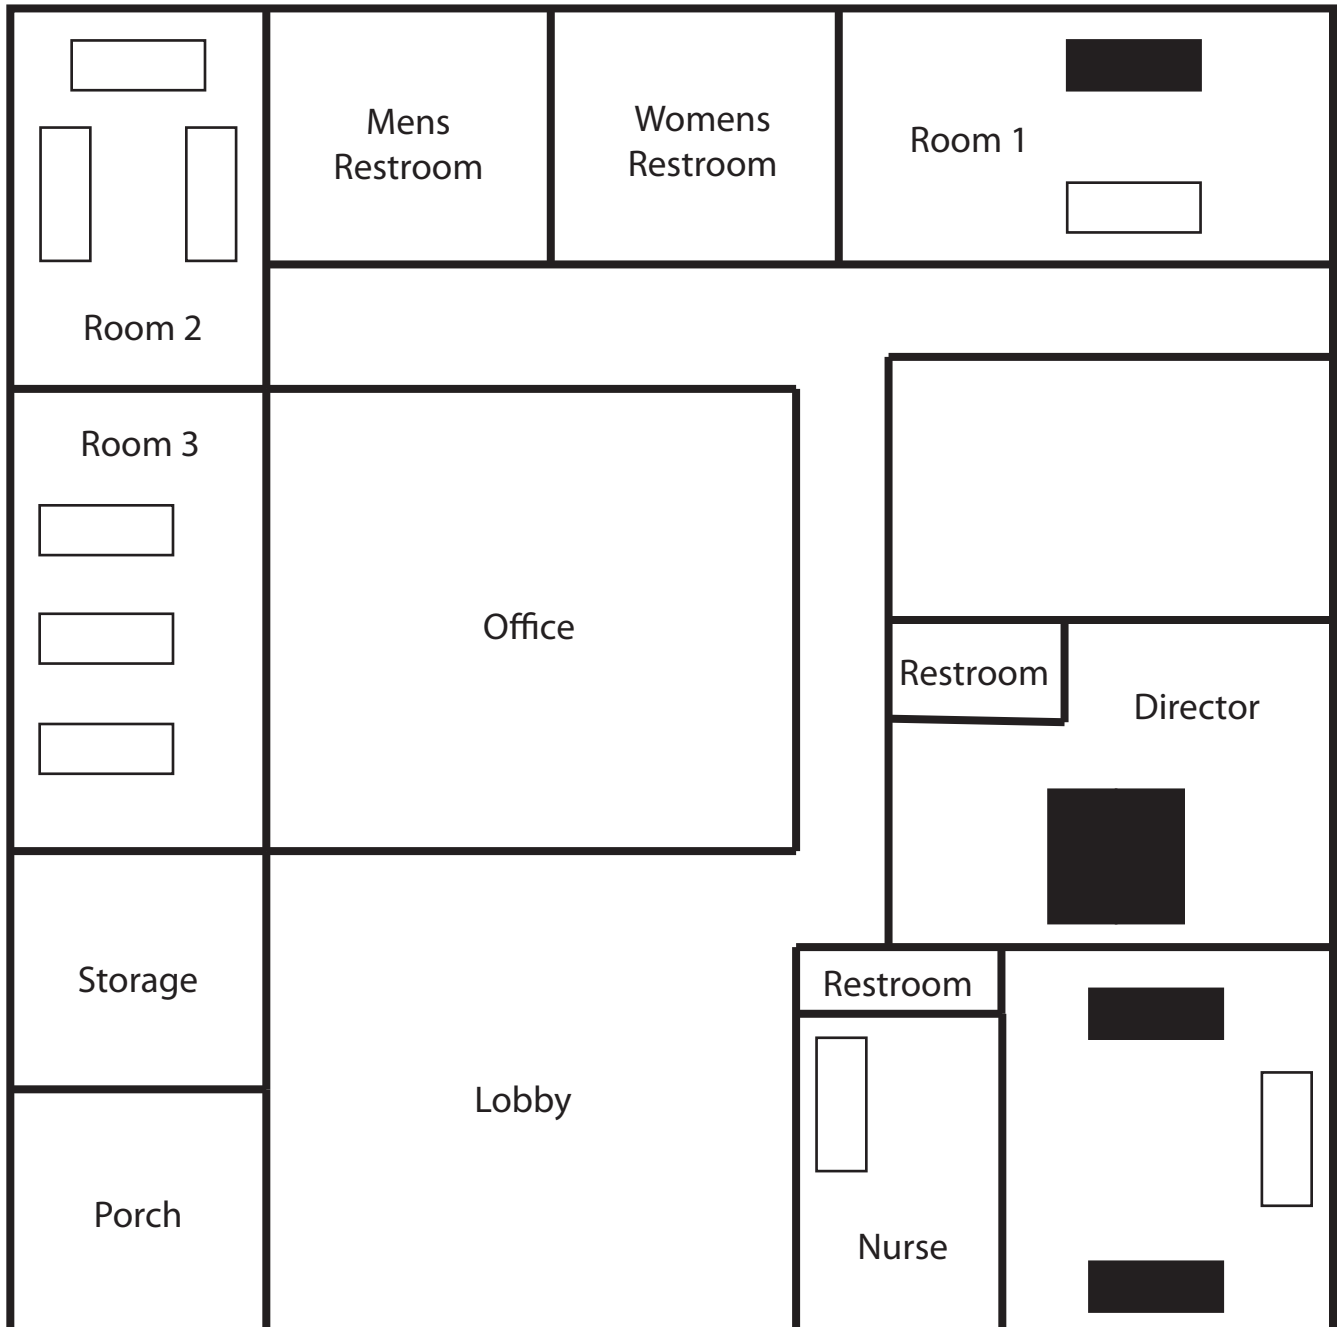 Mens
Restroom
Womens
Restroom
Room 1
Room 2
Room 3
Office
Restroom
Director
Storage
Restroom
Lobby
Porch
Nurse